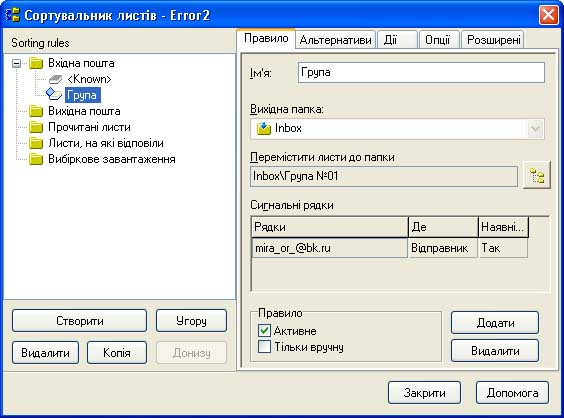 Сортувальник листів - Error2
Sorting rules
Вхідна пошта
<Known>
Група
Вихідна пошта
Прочитані листи
Листи, на які відповіли
Вибіркове завантаження
Створити
Угору
Видалити
Копія
Донизу
Правило
Альтернативи
Дії
Опції
Розширені
Ім'я:
Група
Вихідна папка:
Inbox
Перемістити листи до папки
Inbox\Група №01
Сигнальні рядки
Рядки
Де
Наявні...
mira_or_@bk.ru
Відправник
Так
Правило
Активне
Тільки вручну
Додати
Видалити
Закрити
Допомога